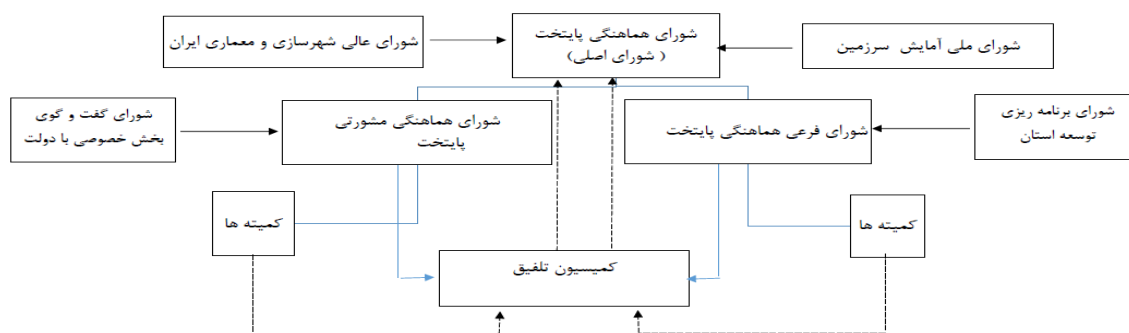 شورای عالی شهرسازی و معماری ایران
شورای هماهنگی پایتخت
( شورای اصلی)
شورای ملی آمایش سرزمین
شورای گفت و گوی
بخش خصوصی با دولت
شورای هماهنگی مشورتی
پایتخت
شورای فرعی هماهنگی پایتخت
شورای برنامه ریزی
توسعه استان
کمیته ها
کمیته ها
کمیسیون تلفیق